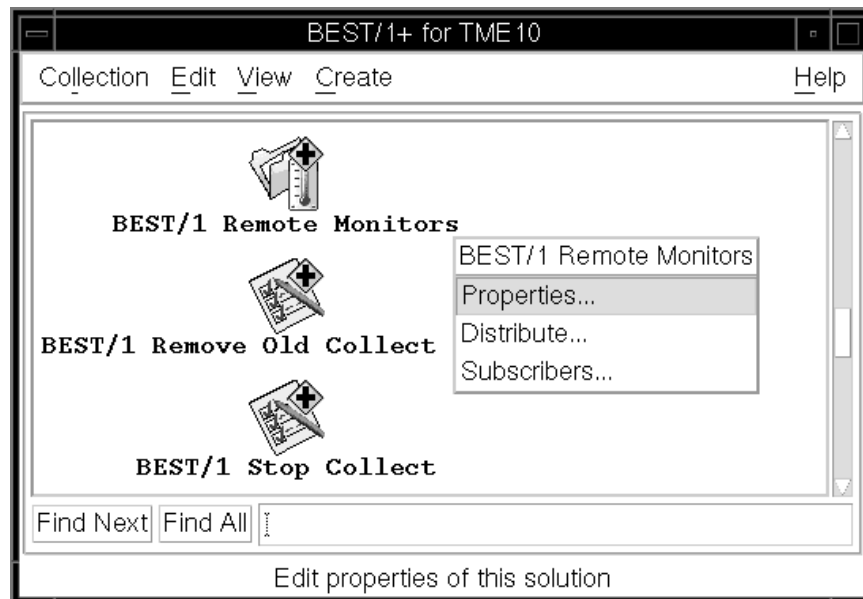 BEST/1+ for TME10
Collection Edit View Create Help
BEST/1 Remote Monitors
BEST/1 Remote Monitors
Properties...
Distribute...
Subscribers...
BEST/1 Remove Old Collect
BEST/1 Stop Collect
Find Next Find All
Edit properties of this solution